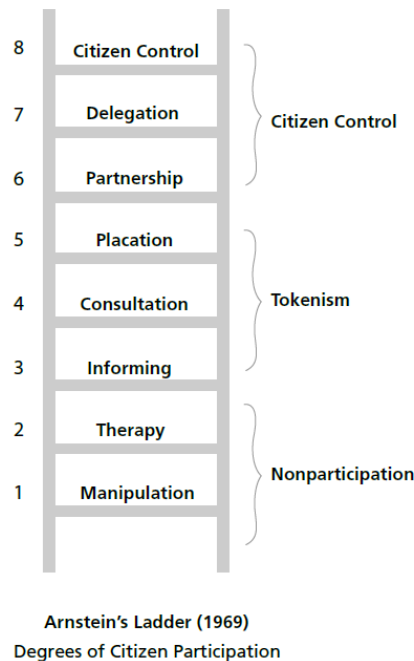 8 Citizen Control
7 Delegation
Citizen Control
6 Partnership
5 Placation
4 Consultation
Tokenism
3 Informing
2 Therapy
Nonparticipation
1 Manipulation
Arnstein’s Ladder (1969)
Degrees of Citizen Participation